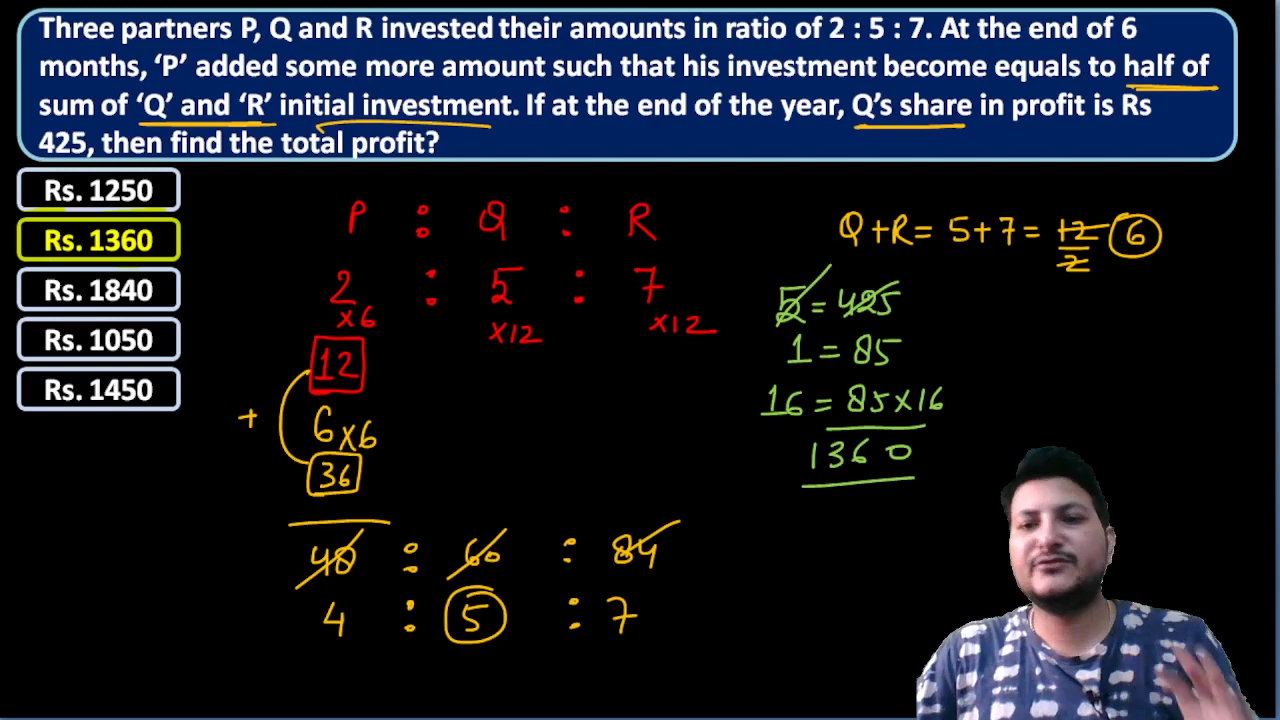 Three partners P, Q and R invested their amounts in ratio of 2 : 5 : 7. At the end of 6
months, ‘P’ added some more amount such that his investment become equals to half of
sum of ‘Q’ and ‘R’ initial investment. If at the end of the year, Q’s share in profit is Rs
425, then find the total profit?
Rs. 1250
Rs. 1360
Rs. 1840
Rs. 1050
Rs. 1450
P : Q : R
2 : 5 : 7
×6 ×12 ×12
12
+
6×6
36
48 : 60 : 84
4 : 5 : 7
Q+R = 5+7 = 12 6
2
5 = 425
1 = 85
16 = 85×16
1360